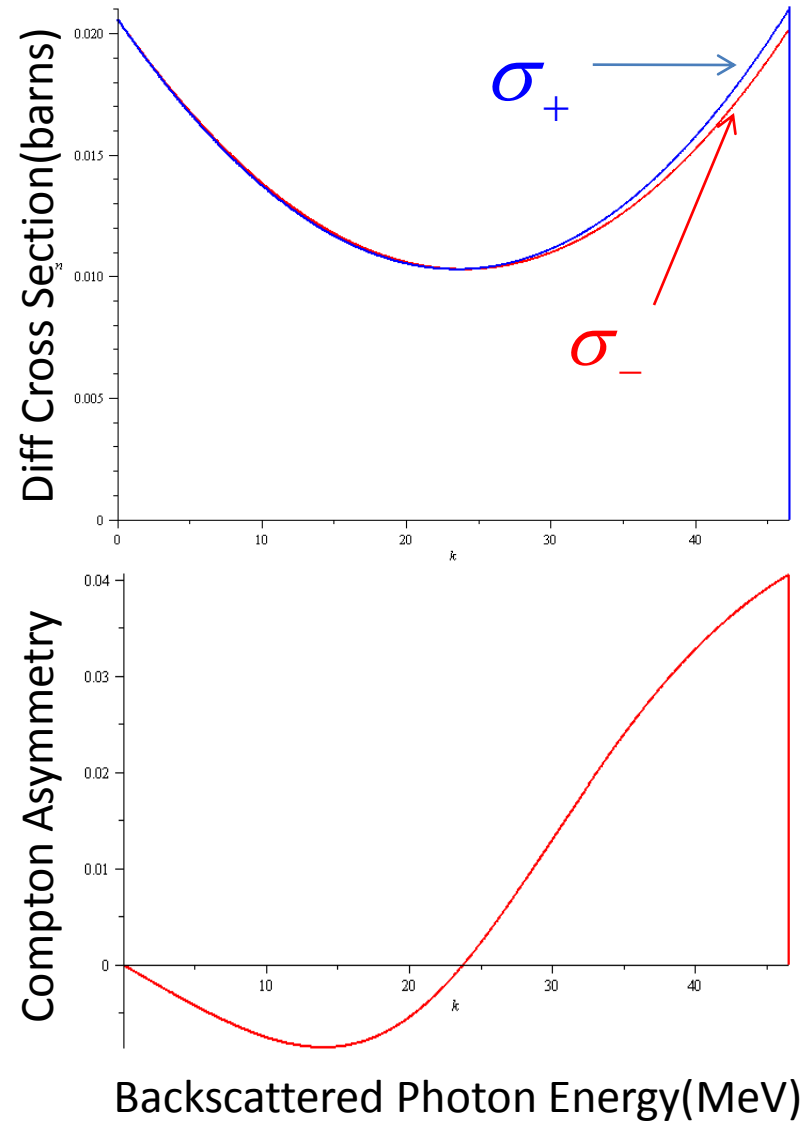 Diff Cross Section(barns)
0.020
0.015
0.010
0.005
0
0
10
20
30
40
k
σ+
σ−
Compton Asymmetry
0.04
0.03
0.02
0.01
0
10
20
30
40
k
Backscattered Photon Energy(MeV)